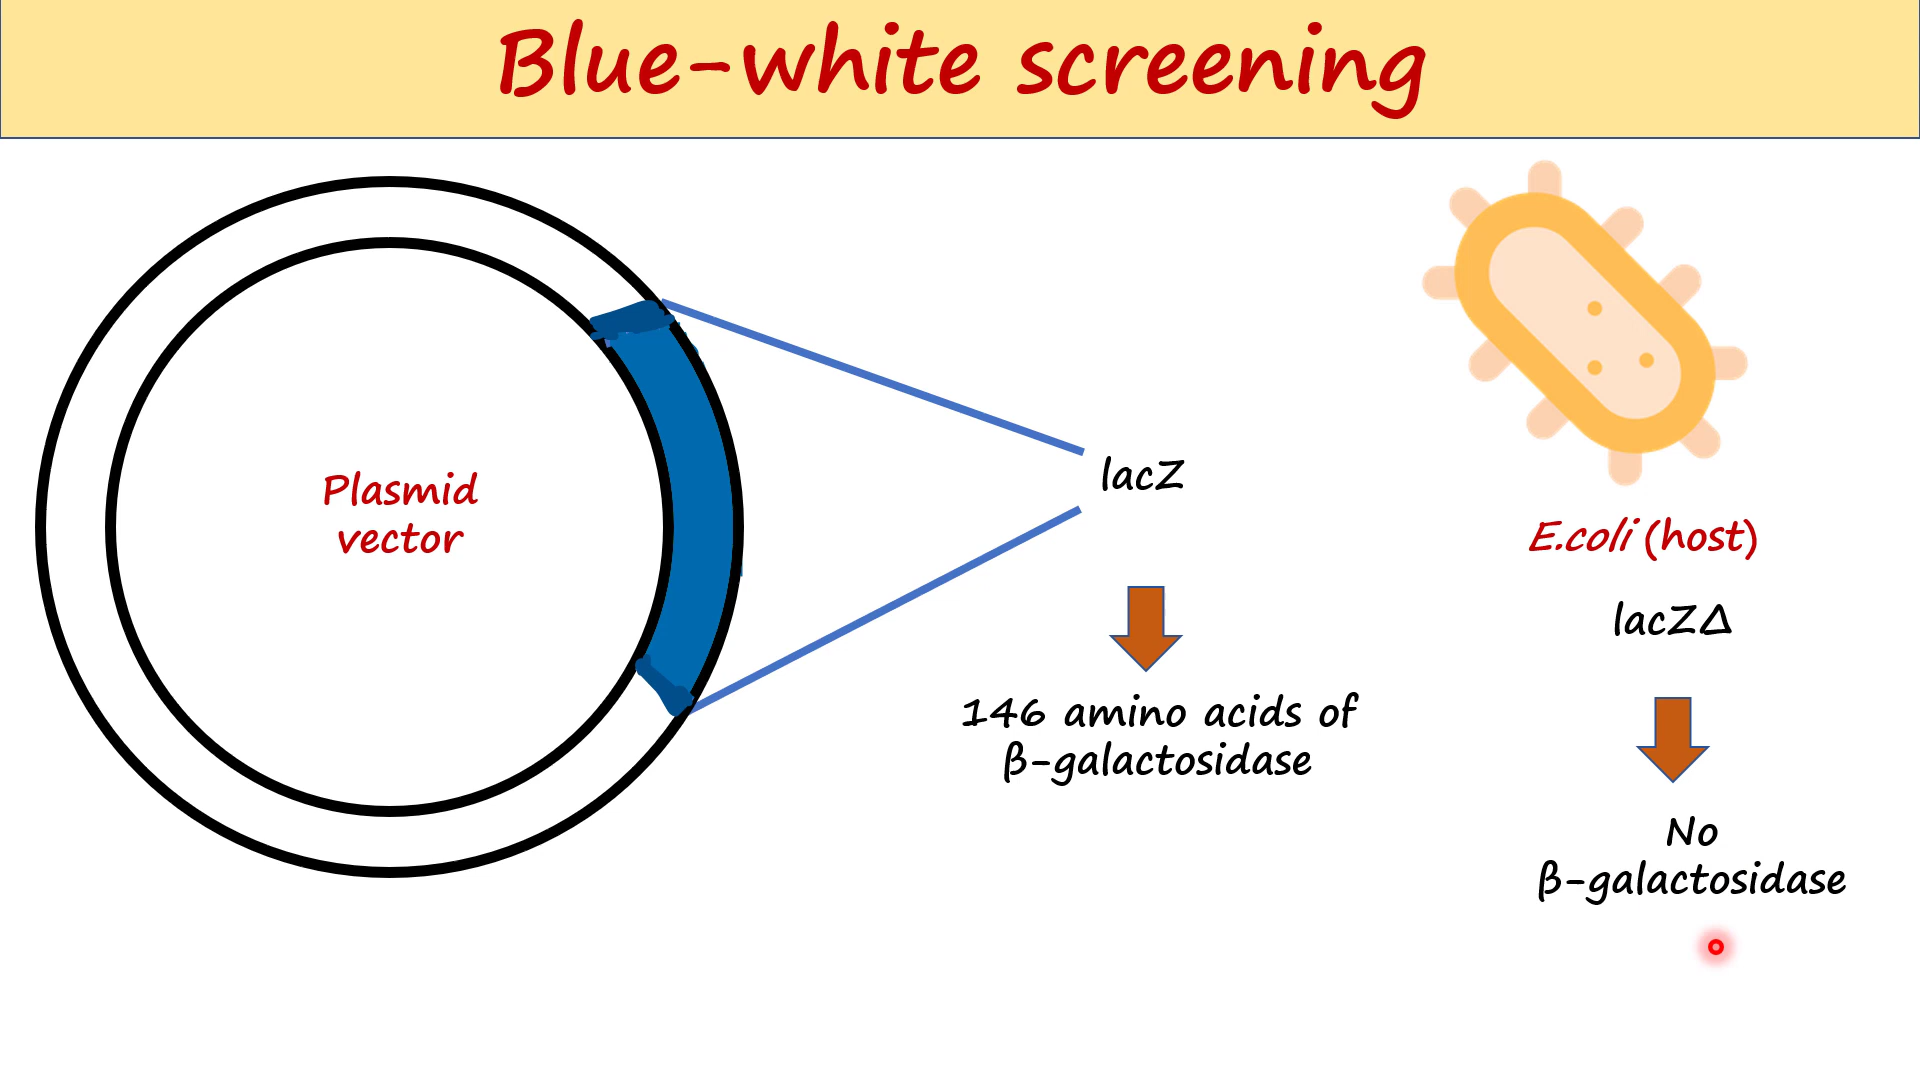 Blue-white screening
Plasmid
vector
lacZ
146 amino acids of
β-galactosidase
E.coli (host)
lacZΔ
No
β-galactosidase